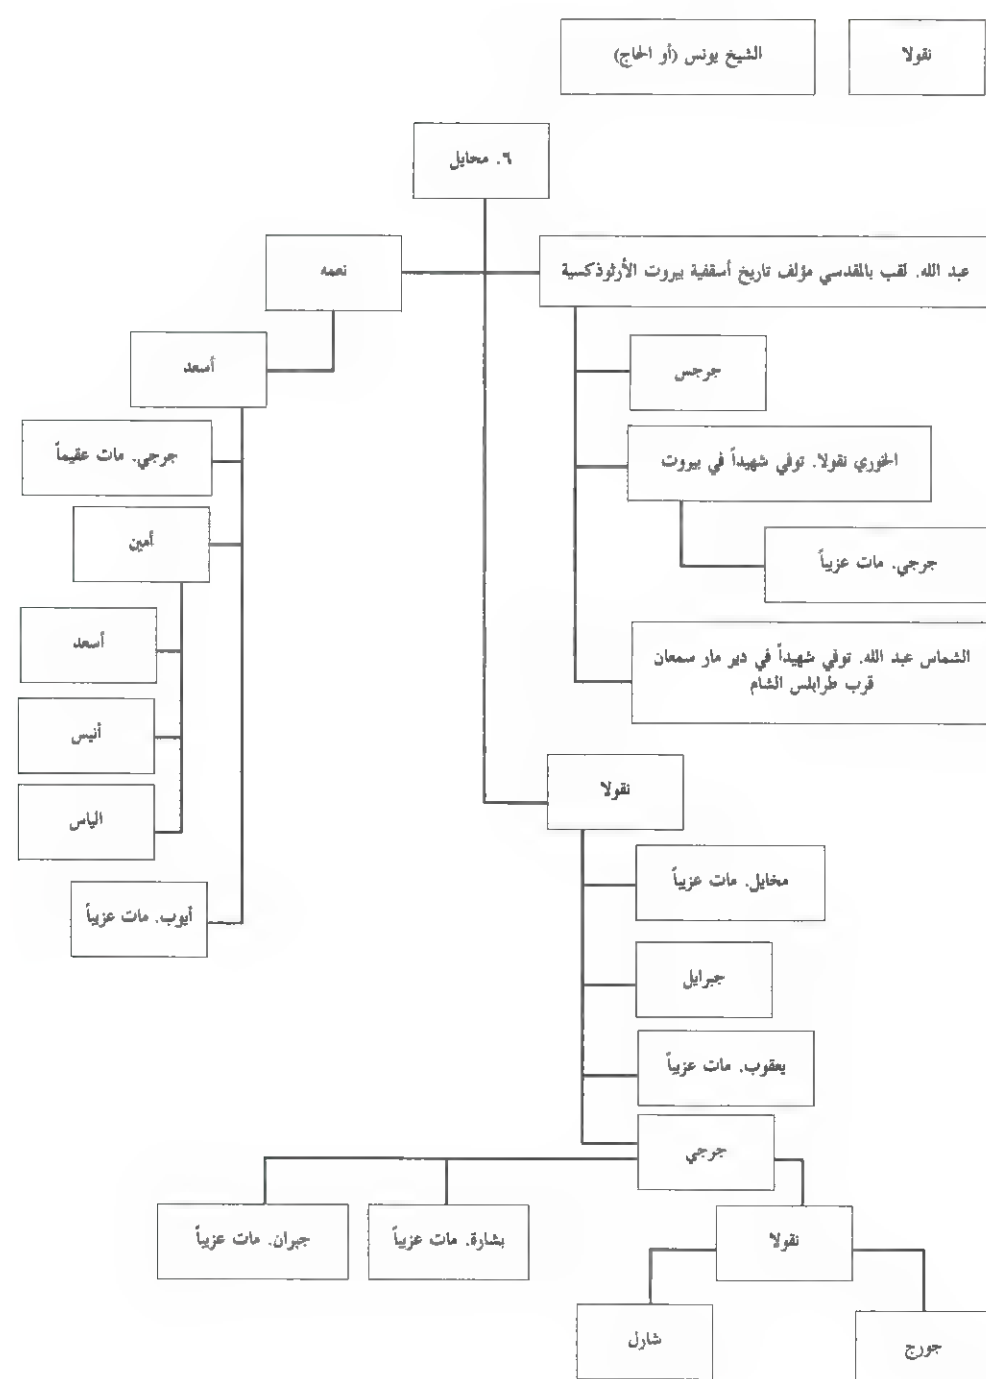 نقولا
الشيخ يونس (أو الحاج)
٦. محايل
عبد الله. لقب بالمقدسي مؤلف تاريخ أسقفية بيروت الأرثوذكسية
نعمه
جرجس
أسعد
الخوري نقولا. توفي شهيداً في بيروت
جرجي. مات عقيماً
جرجي. مات عزيباً
أمين
الشماس عبد الله. توفي شهيداً في دير مار سمعان
قرب طرابلس الشام
أسعد
أنيس
نقولا
الياس
مخايل. مات عزيباً
أيوب. مات عزيباً
جبرايل
يعقوب. مات عزيباً
جرجي
نقولا
بشارة. مات عزيباً
جبران. مات عزيباً
جورج
شارل